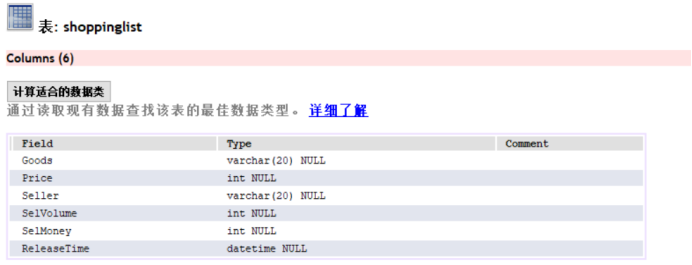 表: shoppinglist
Columns (6)
计算适合的数据类
通过读取现有数据查找该表的最佳数据类型。 详细了解
Field Type Comment
Goods varchar(20) NULL
Price int NULL
Seller varchar(20) NULL
SelVolume int NULL
SelMoney int NULL
ReleaseTime datetime NULL